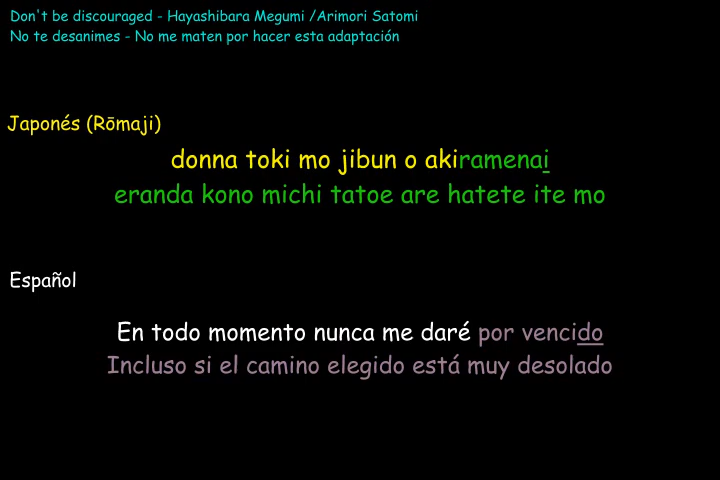 Don't be discouraged - Hayashibara Megumi /Arimori Satomi
No te desanimes - No me maten por hacer esta adaptación
Japonés (Rōmaji)
donna toki mo jibun o akiramenai
eranda kono michi tatoe are hatete ite mo
Español
En todo momento nunca me daré por vencido
Incluso si el camino elegido está muy desolado